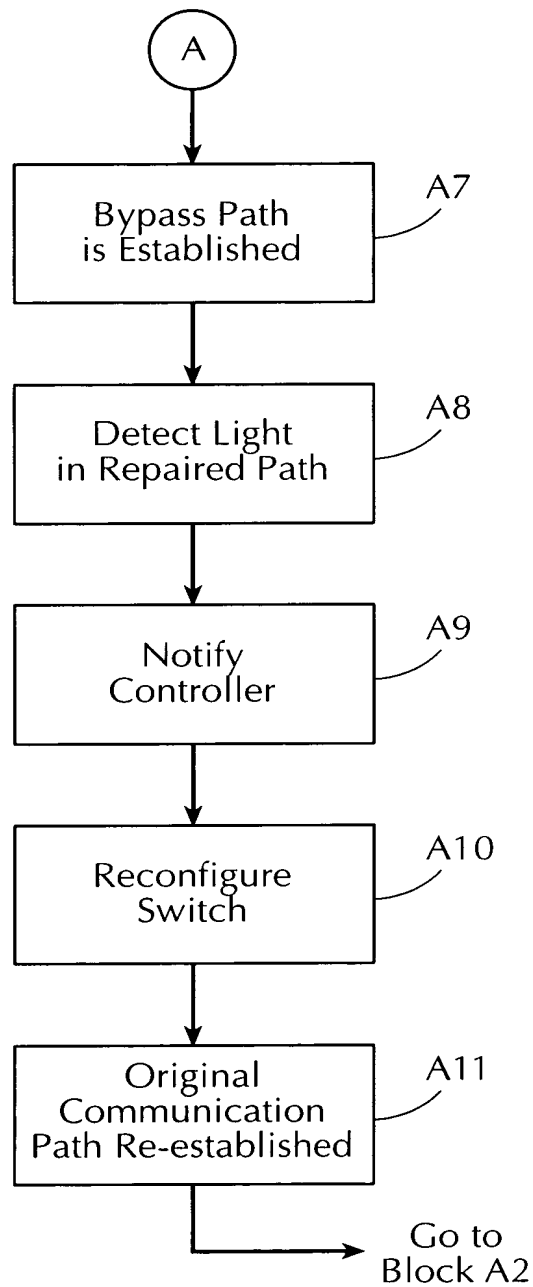 A
A7
Bypass Path
is Established
A8
Detect Light
in Repaired Path
A9
Notify
Controller
A10
Reconfigure
Switch
A11
Original
Communication
Path Re-established
Go to
Block A2